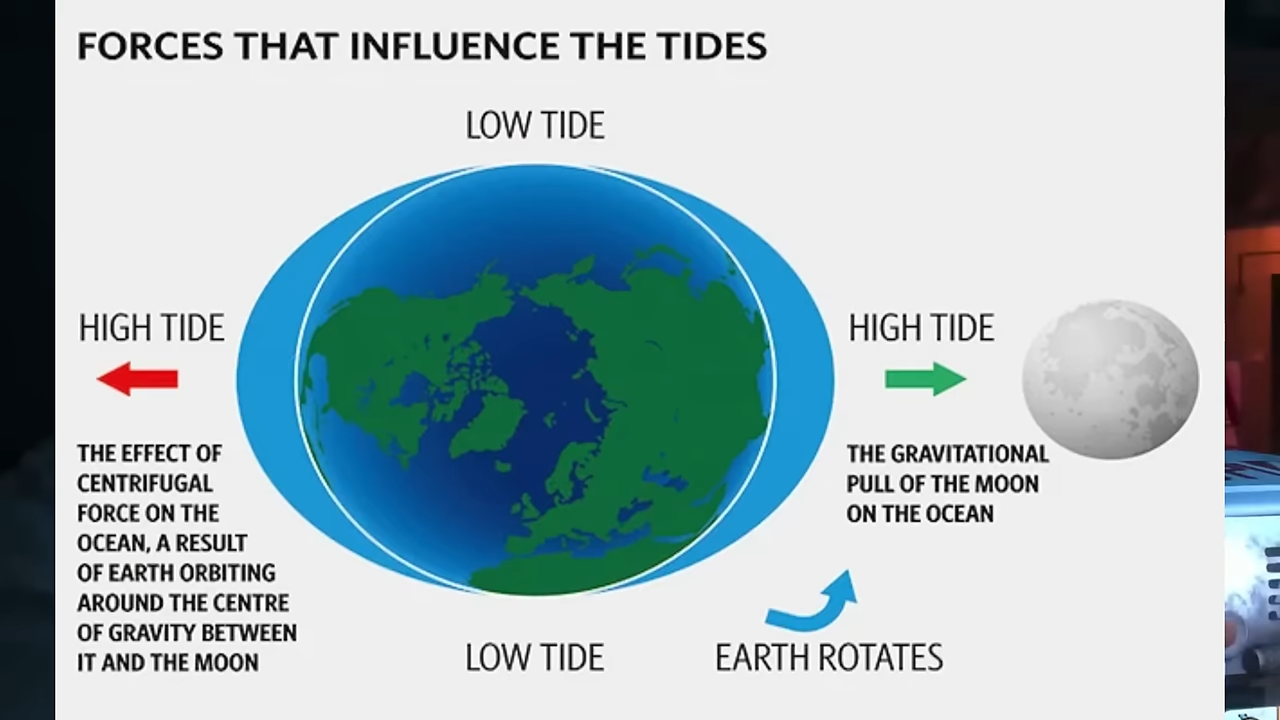 FORCES THAT INFLUENCE THE TIDES
LOW TIDE
HIGH TIDE
HIGH TIDE
THE EFFECT OF
CENTRIFUGAL
FORCE ON THE
OCEAN, A RESULT
OF EARTH ORBITING
AROUND THE CENTRE
OF GRAVITY BETWEEN
IT AND THE MOON
THE GRAVITATIONAL
PULL OF THE MOON
ON THE OCEAN
LOW TIDE
EARTH ROTATES